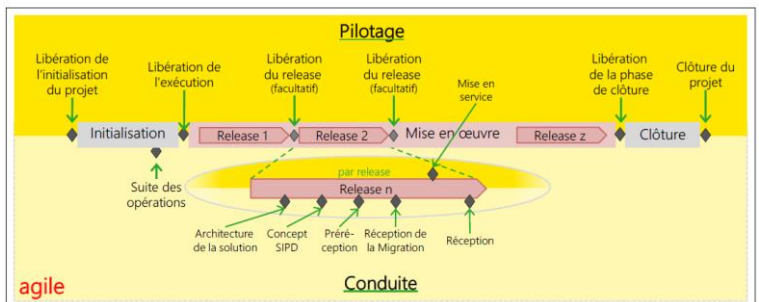 Pilotage
Libération de
l'initialisation
du projet
Libération de
l'exécution
Libération
du release
(facultatif)
Libération
du release
(facultatif)
Mise en
service
Libération
de la phase
de clôture
Clôture du
projet
Initialisation
Release 1
Release 2
Mise en œuvre
Release z
Clôture
Suite des
opérations
par release
Release n
Architecture
de la solution
Concept
SIPD
Préré-
ception
Réception de
la Migration
Réception
agile
Conduite